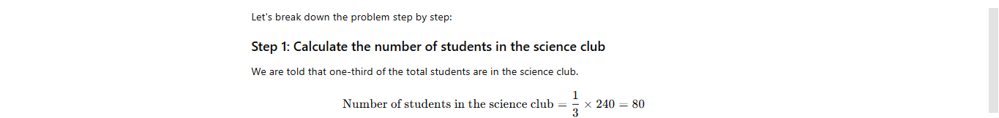 Let's break down the problem step by step:
Step 1: Calculate the number of students in the science club
We are told that one-third of the total students are in the science club.
Number of students in the science club = 1/3 × 240 = 80